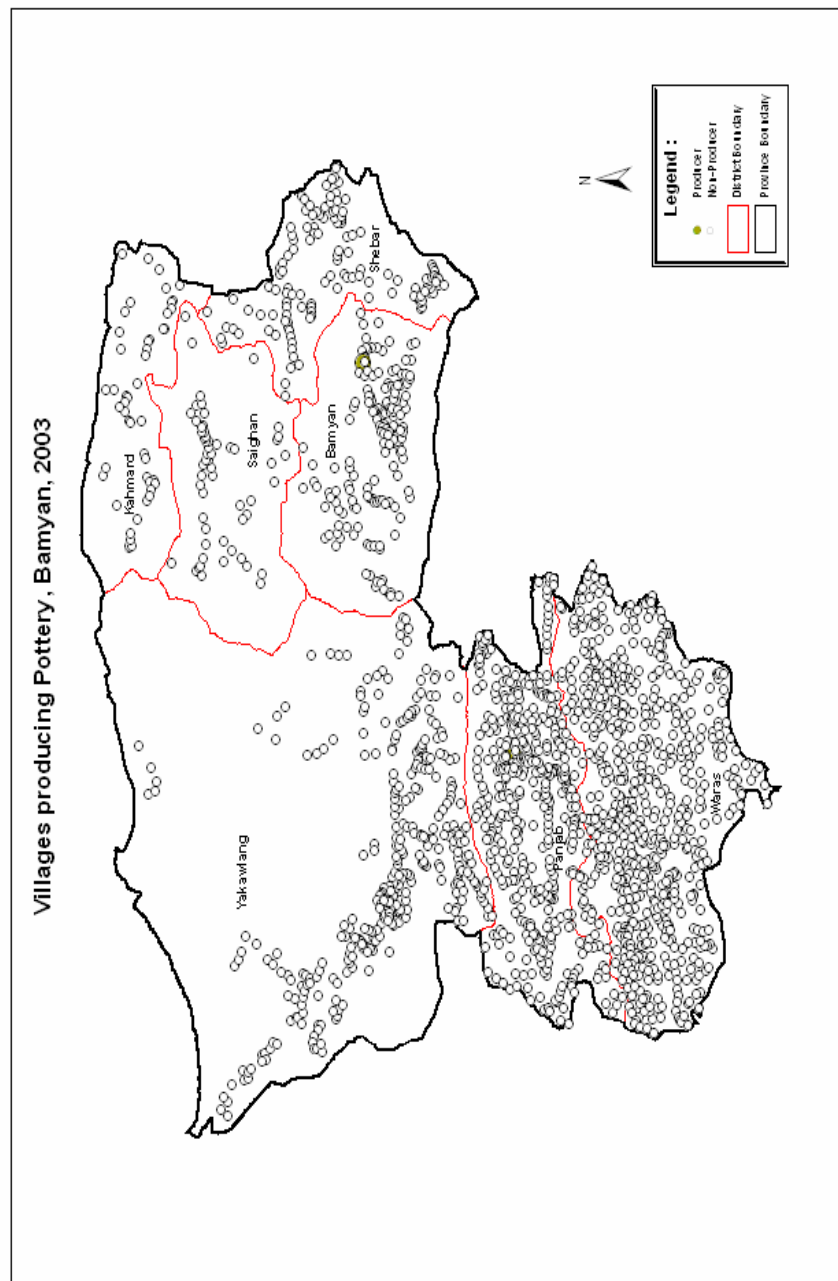 Villages producing Pottery, Bamyan, 2003
Kahmard
Saighan
Shebar
Bamyan
Yakawlang
Panjab
Waras
N
Legend :
Producer
Non-Producer
District Boundary
Province Boundary